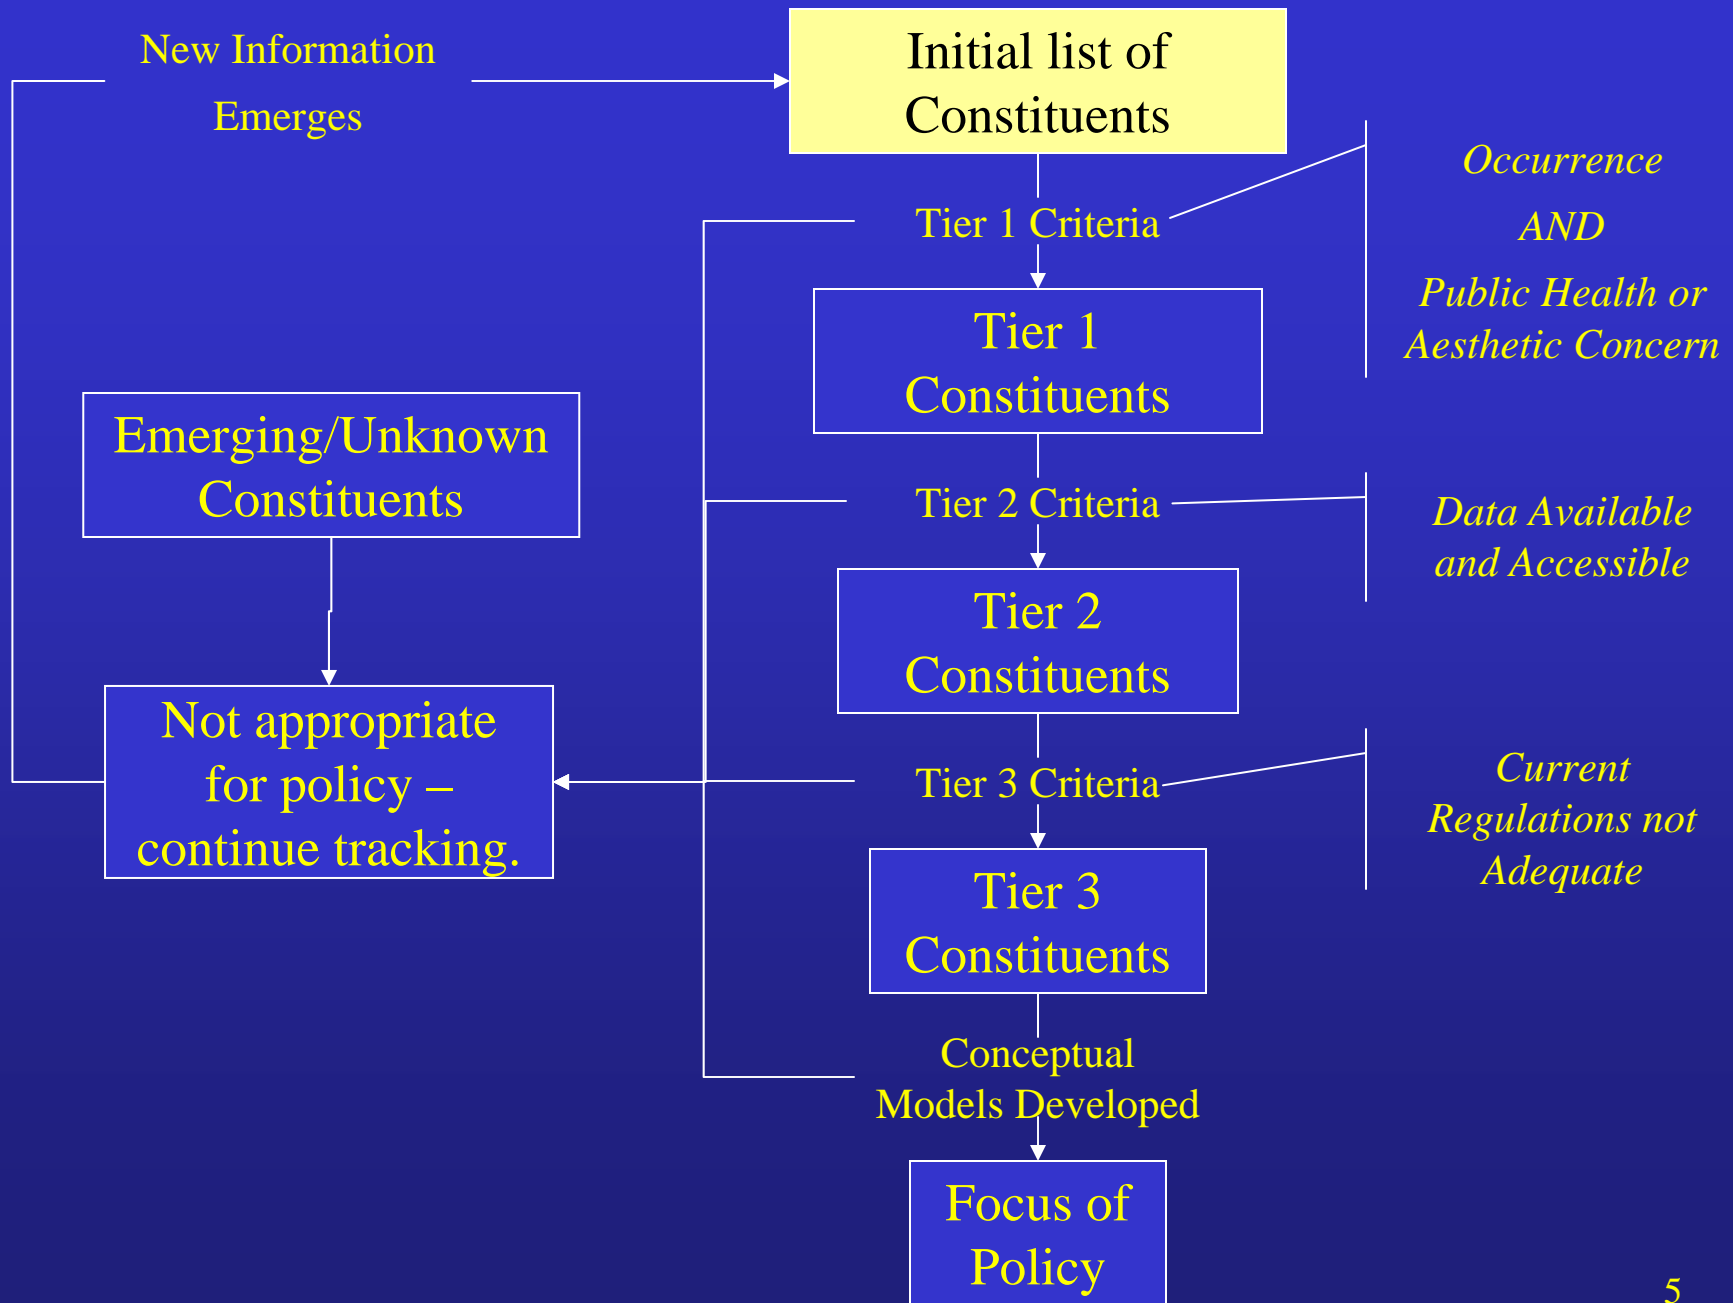 New Information
Emerges
Initial list of
Constituents
Occurrence
AND
Public Health or
Aesthetic Concern
Tier 1 Criteria
Tier 1
Constituents
Emerging/Unknown
Constituents
Tier 2 Criteria
Data Available
and Accessible
Tier 2
Constituents
Not appropriate
for policy –
continue tracking.
Tier 3 Criteria
Current
Regulations not
Adequate
Tier 3
Constituents
Conceptual
Models Developed
Focus of
Policy
5